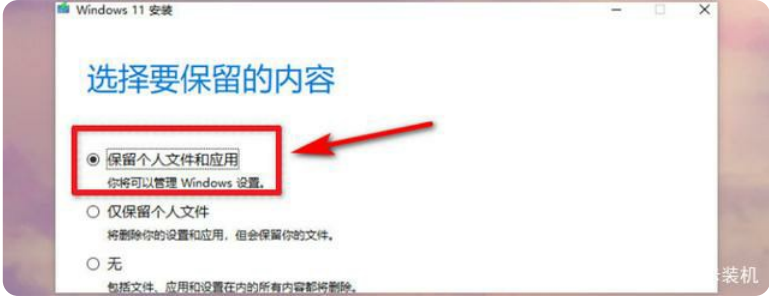 Windows 11 安装
选择要保留的内容
保留个人文件和应用
你将可以管理 Windows 设置。
仅保留个人文件
将删除你的设置和应用，但会保留你的文件。
无
包括文件、应用和设置在内的所有内容都将删除。
装机